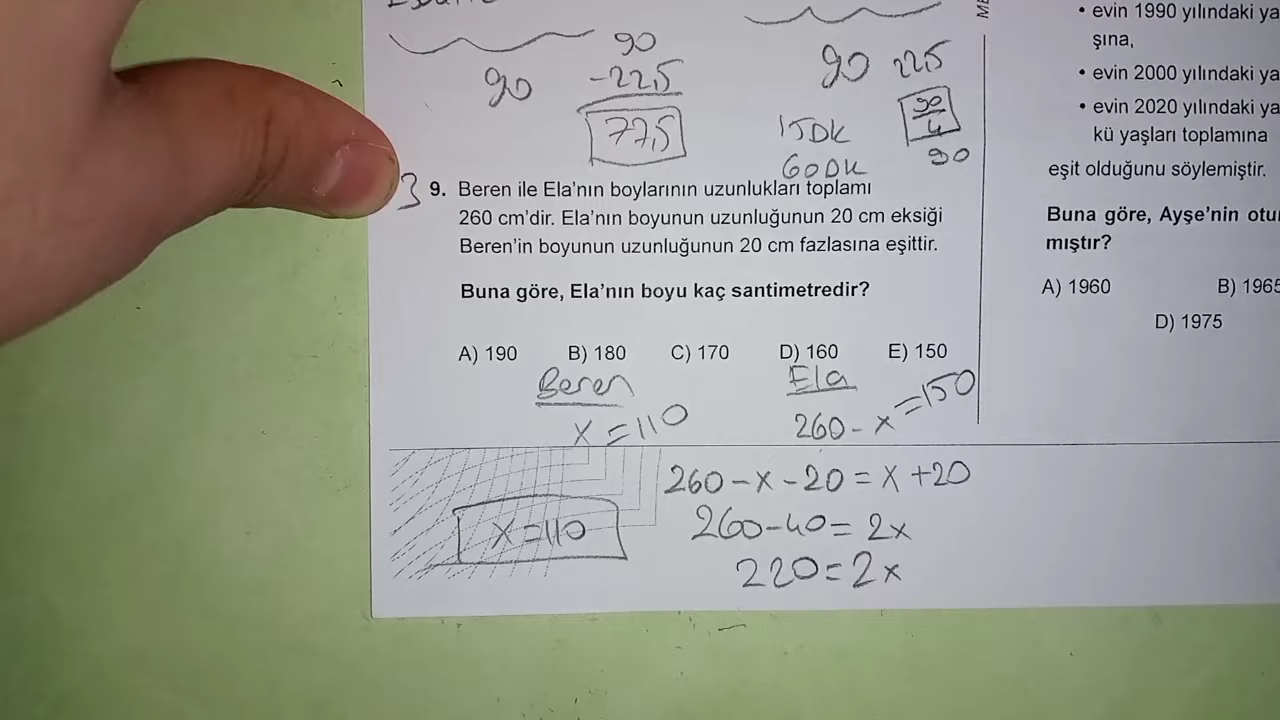 90
90 -22,5
77,5
90 22,5
15DK
60DK
90
4
90
9. Beren ile Ela'nın boylarının uzunlukları toplamı
260 cm'dir. Ela'nın boyunun uzunluğunun 20 cm eksiği
Beren'in boyunun uzunluğunun 20 cm fazlasına eşittir.
Buna göre, Ela'nın boyu kaç santimetredir?
A) 190 B) 180 C) 170 D) 160 E) 150
Beren Ela
x=110 260-x=150
260-x-20=x+20
260-40=2x
220=2x
x=110
• evin 1990 yılındaki ya
şına,
• evin 2000 yılındaki ya
• evin 2020 yılındaki ya
kü yaşları toplamına
eşit olduğunu söylemiştir.
Buna göre, Ayşe'nin otu
mıştır?
A) 1960 B) 1965
D) 1975